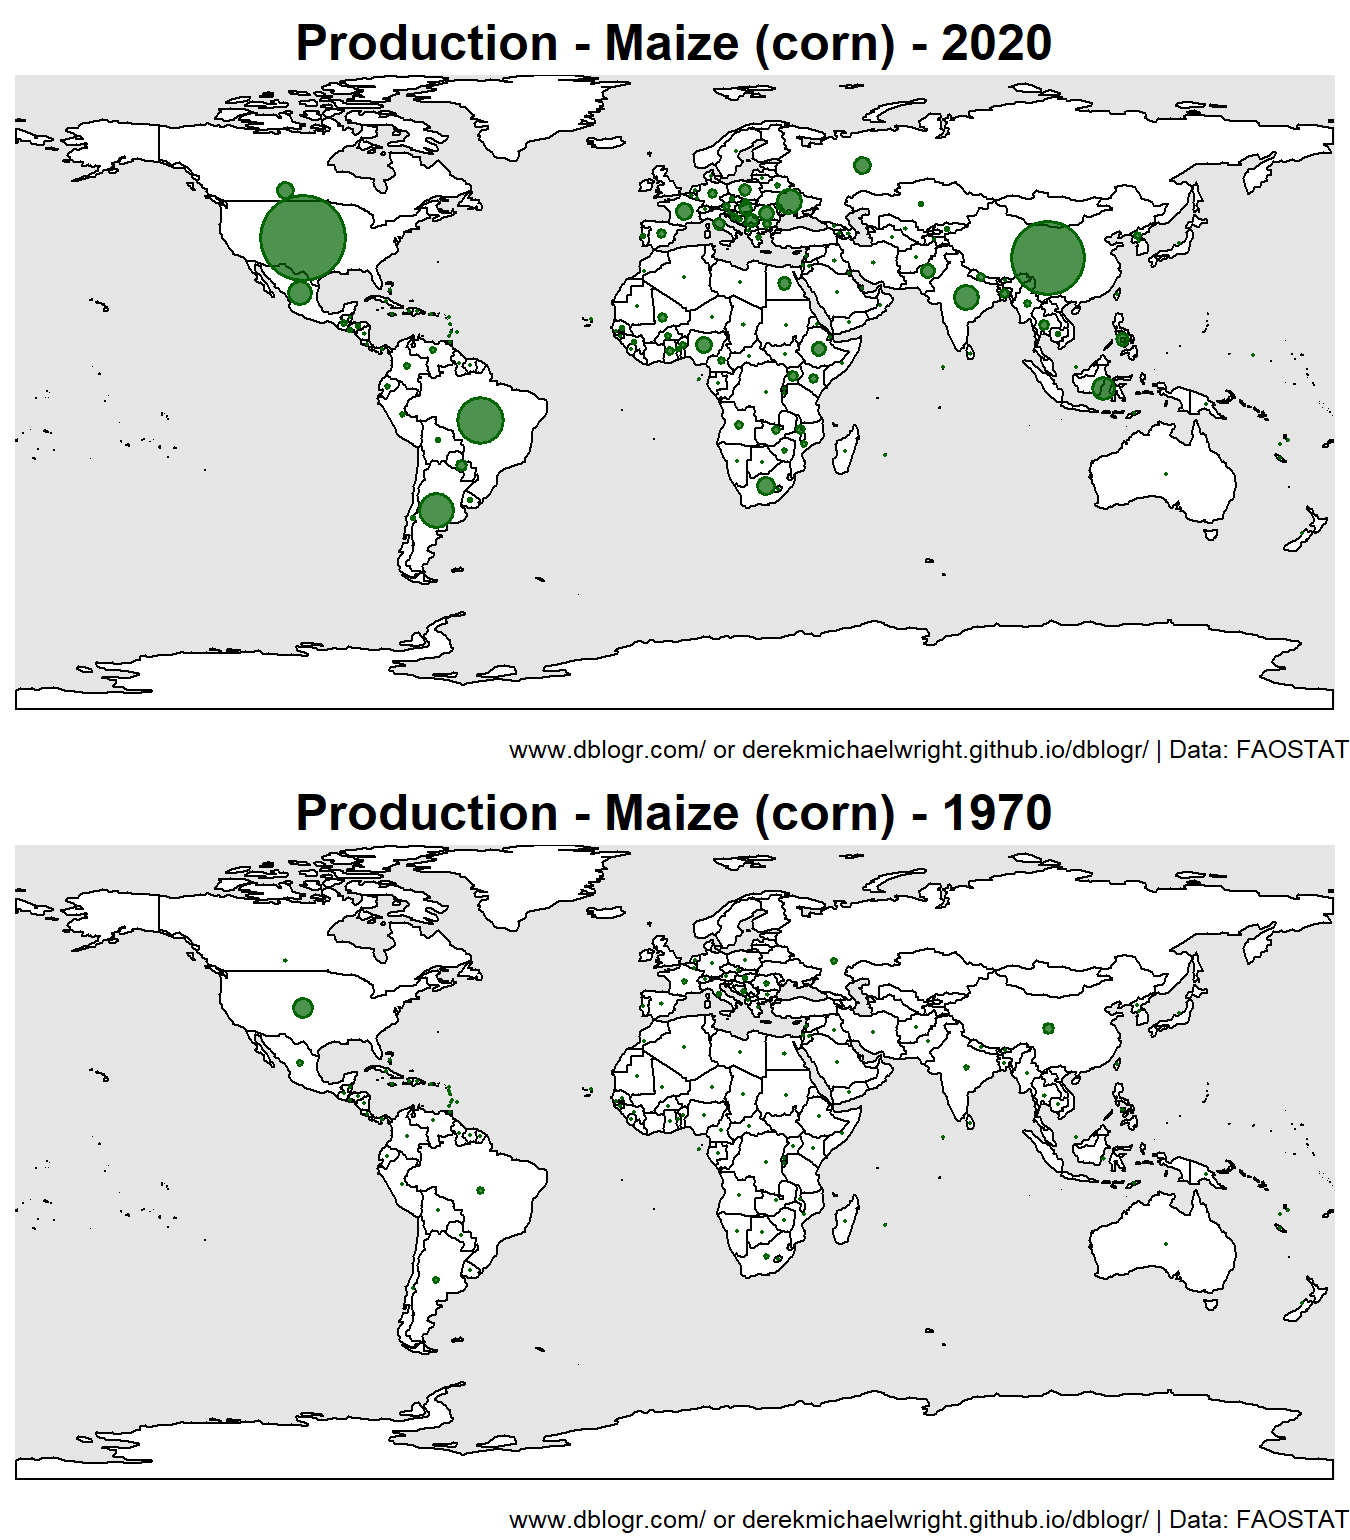 Production - Maize (corn) - 2020
www.dblogr.com/ or derekmichaelwright.github.io/dblogr/ | Data: FAOSTAT
Production - Maize (corn) - 1970
www.dblogr.com/ or derekmichaelwright.github.io/dblogr/ | Data: FAOSTAT